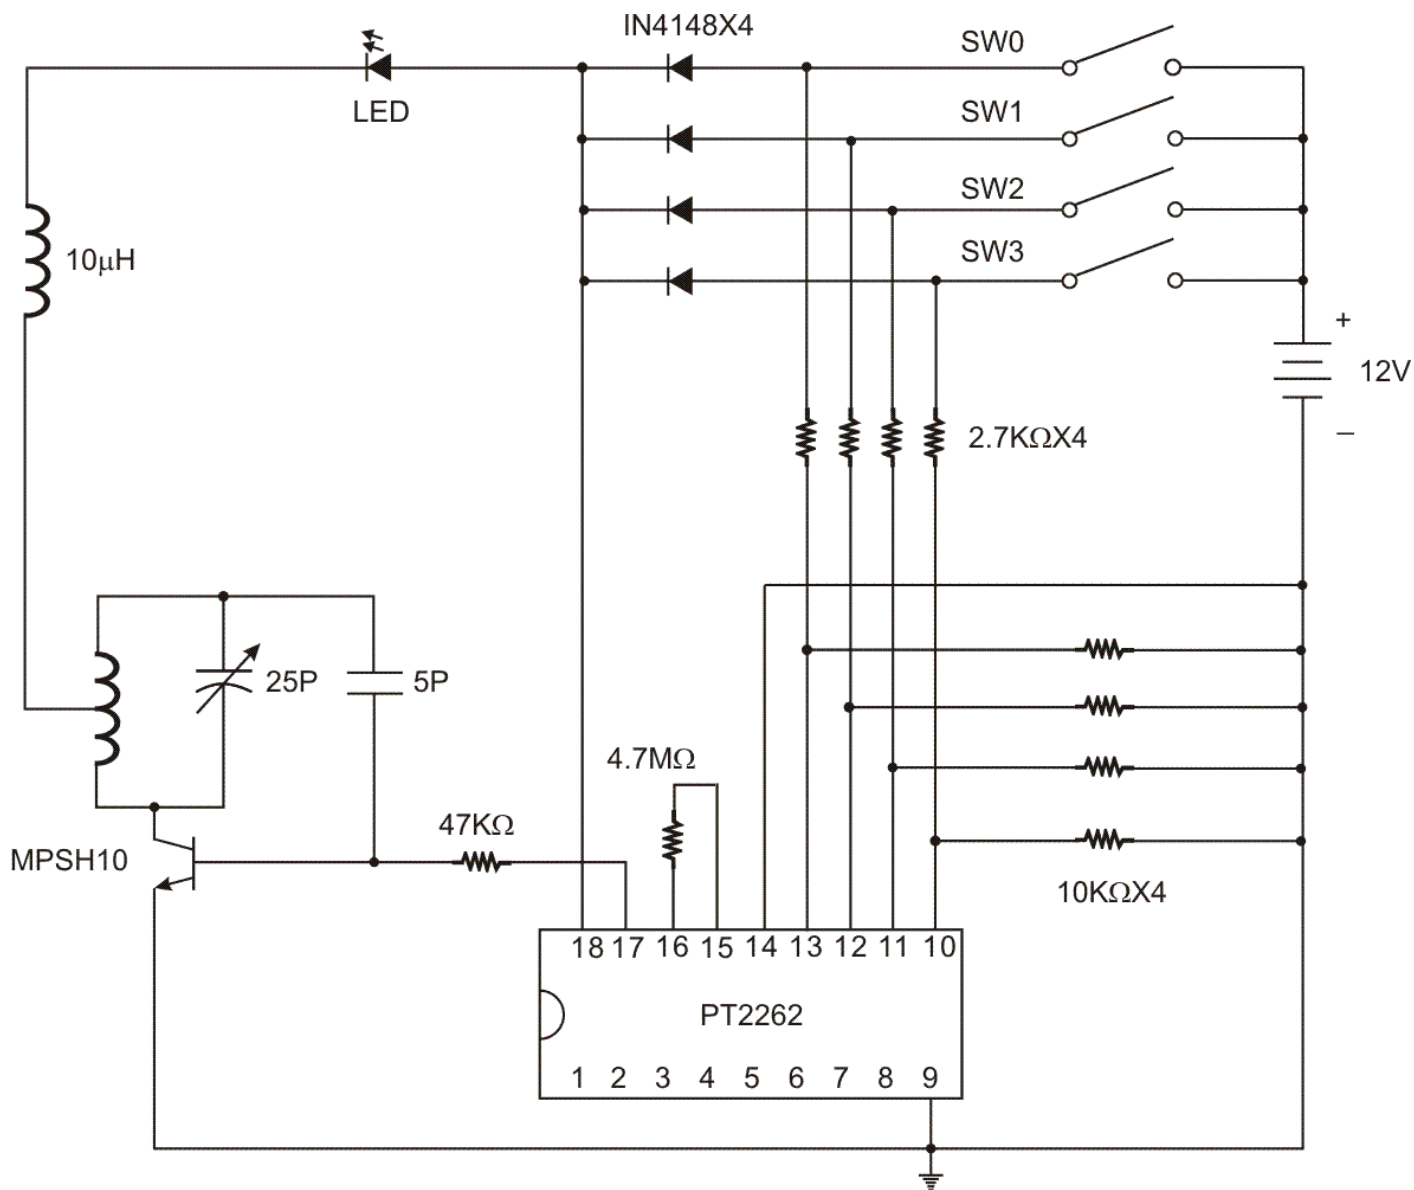 IN4148X4
SW0
LED
SW1
SW2
SW3
10μH
+
12V
2.7KΩX4
–
25P
5P
4.7MΩ
47KΩ
MPSH10
10KΩX4
18 17 16 15 14 13 12 11 10
PT2262
1 2 3 4 5 6 7 8 9